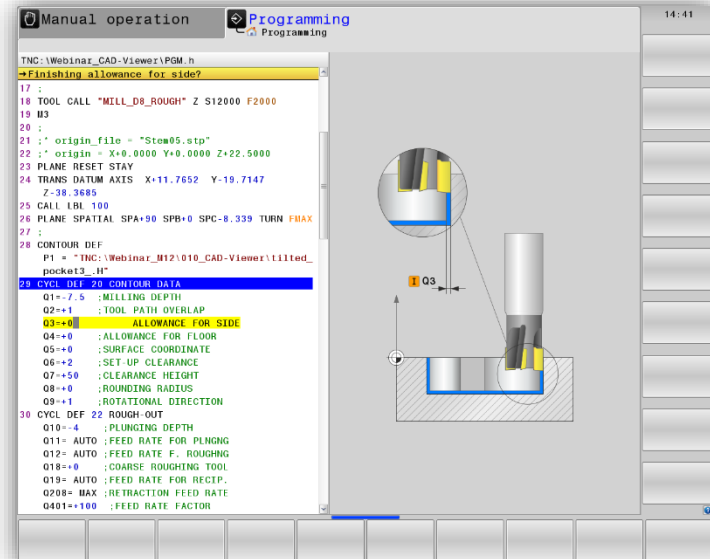 Manual operation
Programming
Programming
14:41
TNC:\Webinar_CAD-Viewer\PGM.h
→Finishing allowance for side?
17 ;
18 TOOL CALL "MILL_D8_ROUGH" Z S12000 F2000
19 M3
20 ;
21 ;* origin_file = "Stem05.stp"
22 ;* origin = X+0.0000 Y+0.0000 Z+22.5000
23 PLANE RESET STAY
24 TRANS DATUM AXIS X+11.7652 Y-19.7147
Z-38.3685
25 CALL LBL 100
26 PLANE SPATIAL SPA+90 SPB+0 SPC-8.339 TURN FMAX
27 ;
28 CONTOUR DEF
P1 = "TNC:\Webinar_M12\010_CAD-Viewer\tilted_
pocket3_.H"
29 CYCL DEF 20 CONTOUR DATA
Q1=-7.5 ;MILLING DEPTH
Q2=+1 ;TOOL PATH OVERLAP
Q3=+0 ALLOWANCE FOR SIDE
Q4=+0 ;ALLOWANCE FOR FLOOR
Q5=+0 ;SURFACE COORDINATE
Q6=+2 ;SET-UP CLEARANCE
Q7=+50 ;CLEARANCE HEIGHT
Q8=+0 ;ROUNDING RADIUS
Q9=+1 ;ROTATIONAL DIRECTION
30 CYCL DEF 22 ROUGH-OUT
Q10=-4 ;PLUNGING DEPTH
Q11= AUTO ;FEED RATE FOR PLNGNG
Q12= AUTO ;FEED RATE F. ROUGHNG
Q18=+0 ;COARSE ROUGHING TOOL
Q19= AUTO ;FEED RATE FOR RECIP.
Q208= MAX ;RETRACTION FEED RATE
Q401=+100 ;FEED RATE FACTOR
I Q3